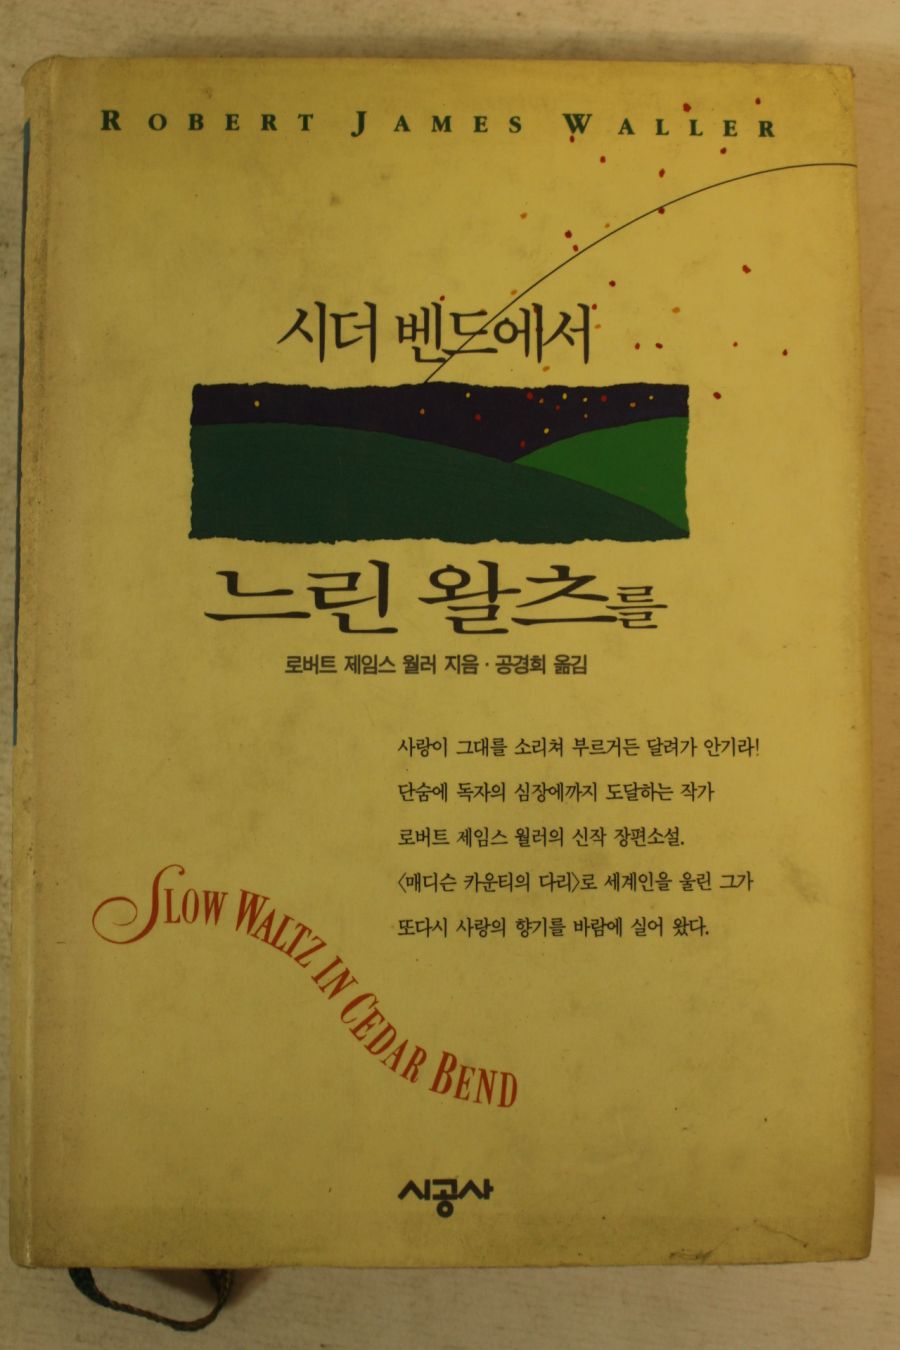 ROBERT JAMES WALLER
시더 벤드에서
느린 왈츠를
로버트 제임스 월러 지음·공경희 옮김
사랑이 그대를 소리쳐 부르거든 달려가 안기라!
단숨에 독자의 심장에까지 도달하는 작가
로버트 제임스 월러의 신작 장편소설.
〈매디슨 카운티의 다리〉로 세계인을 울린 그가
또다시 사랑의 향기를 바람에 실어 왔다.
SLOW WALTZ IN CEDAR BEND
시공사